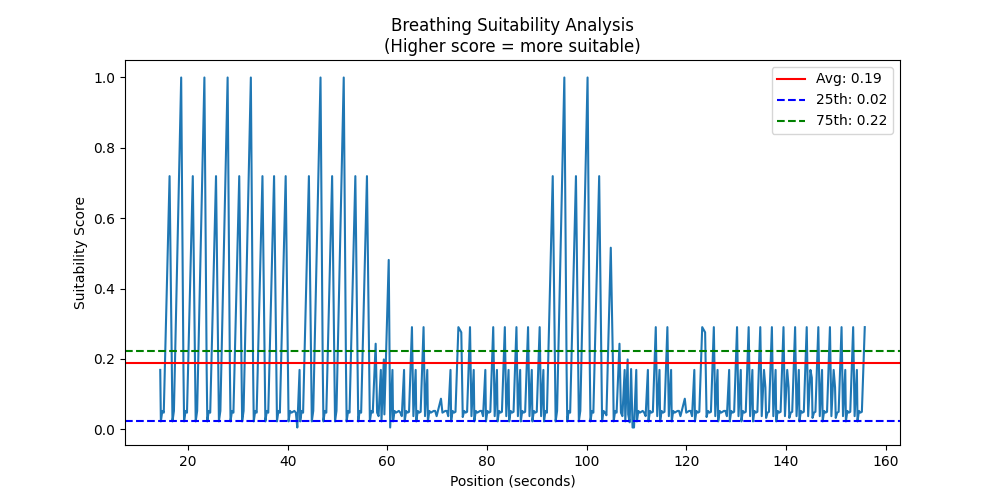 Breathing Suitability Analysis
(Higher score = more suitable)
Suitability Score
1.0
0.8
0.6
0.4
0.2
0.0
Avg: 0.19
25th: 0.02
75th: 0.22
20 40 60 80 100 120 140 160
Position (seconds)